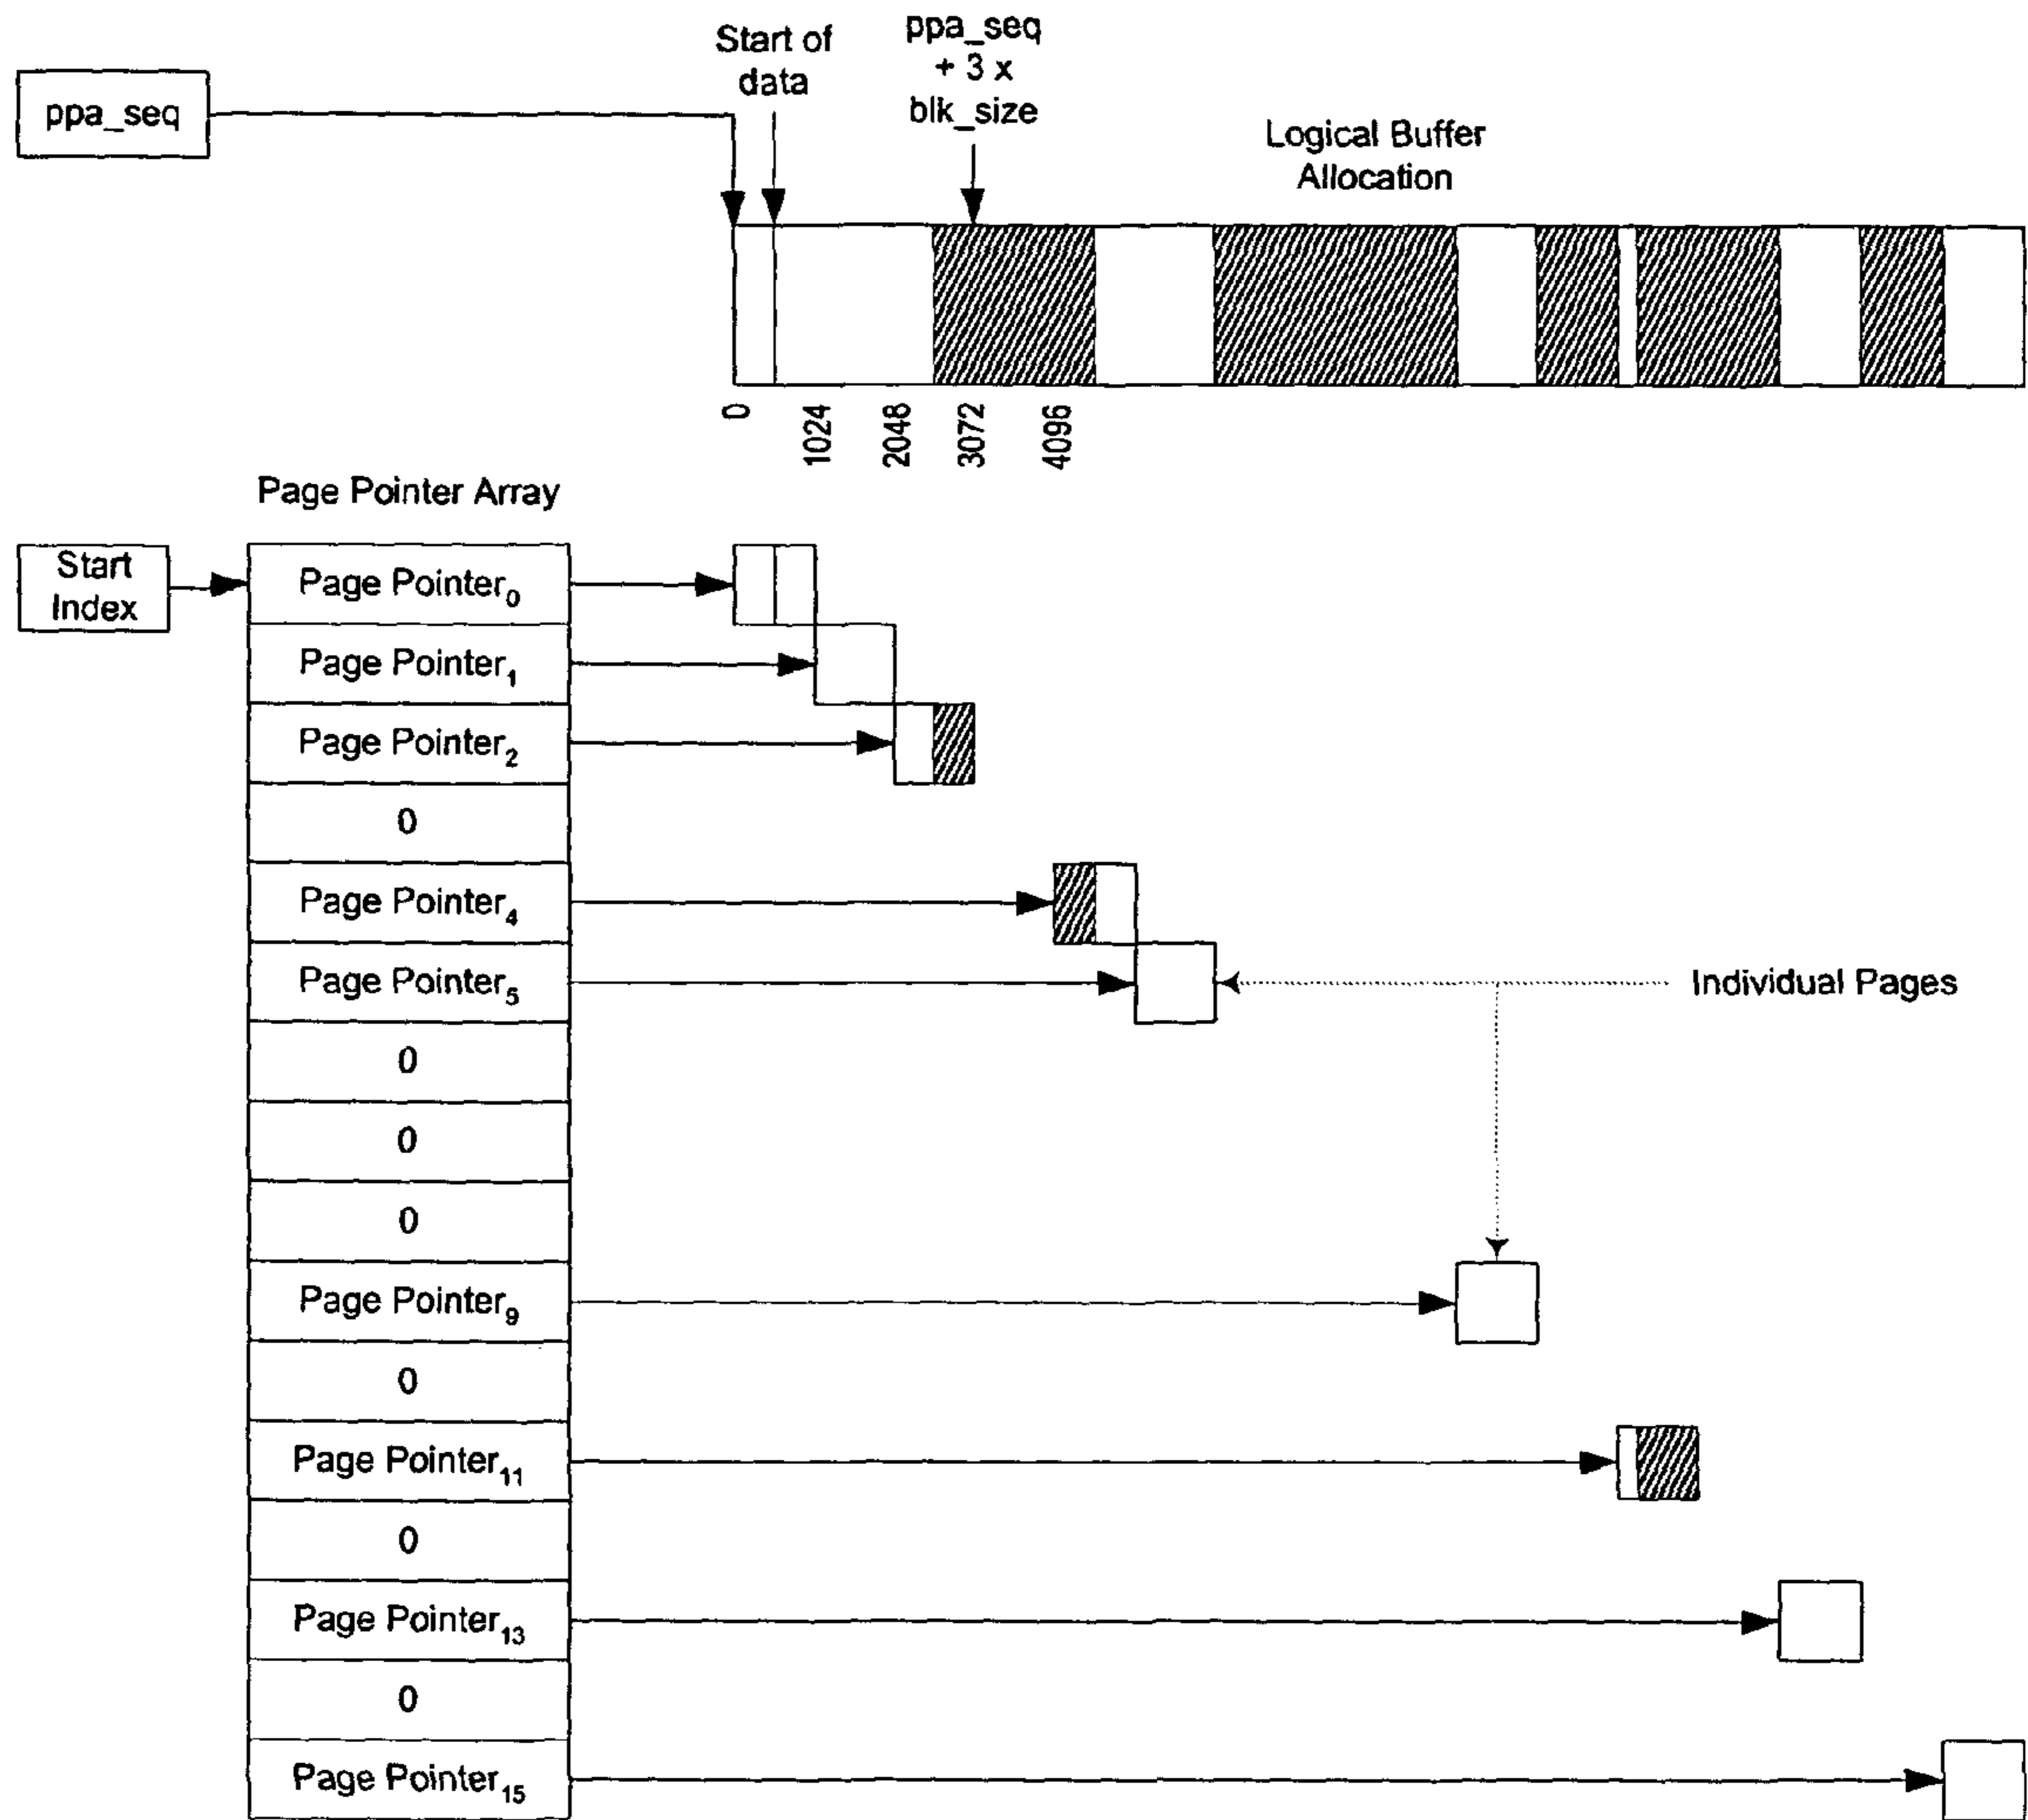 ppa_seq
Start of
data
ppa_seq
+ 3 x
blk_size
Logical Buffer
Allocation
0
1024
2048
3072
4096
Page Pointer Array
Start
Index
Page Pointer₀
Page Pointer₁
Page Pointer₂
0
Page Pointer₄
Page Pointer₅
Individual Pages
0
0
0
Page Pointer₉
0
Page Pointer₁₁
0
Page Pointer₁₃
0
Page Pointer₁₅